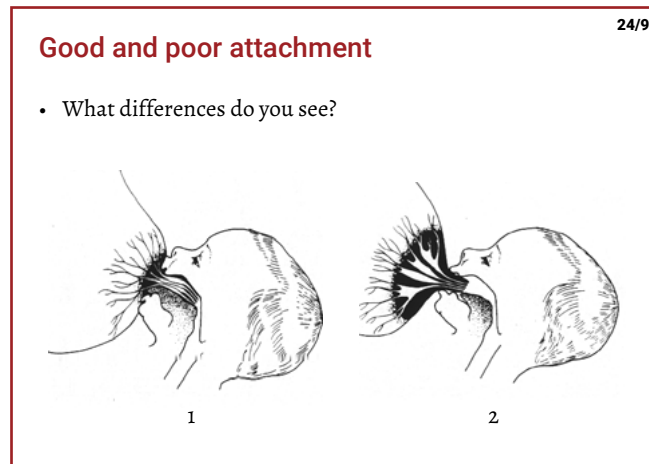 24/9
Good and poor attachment
• What differences do you see?
1
2